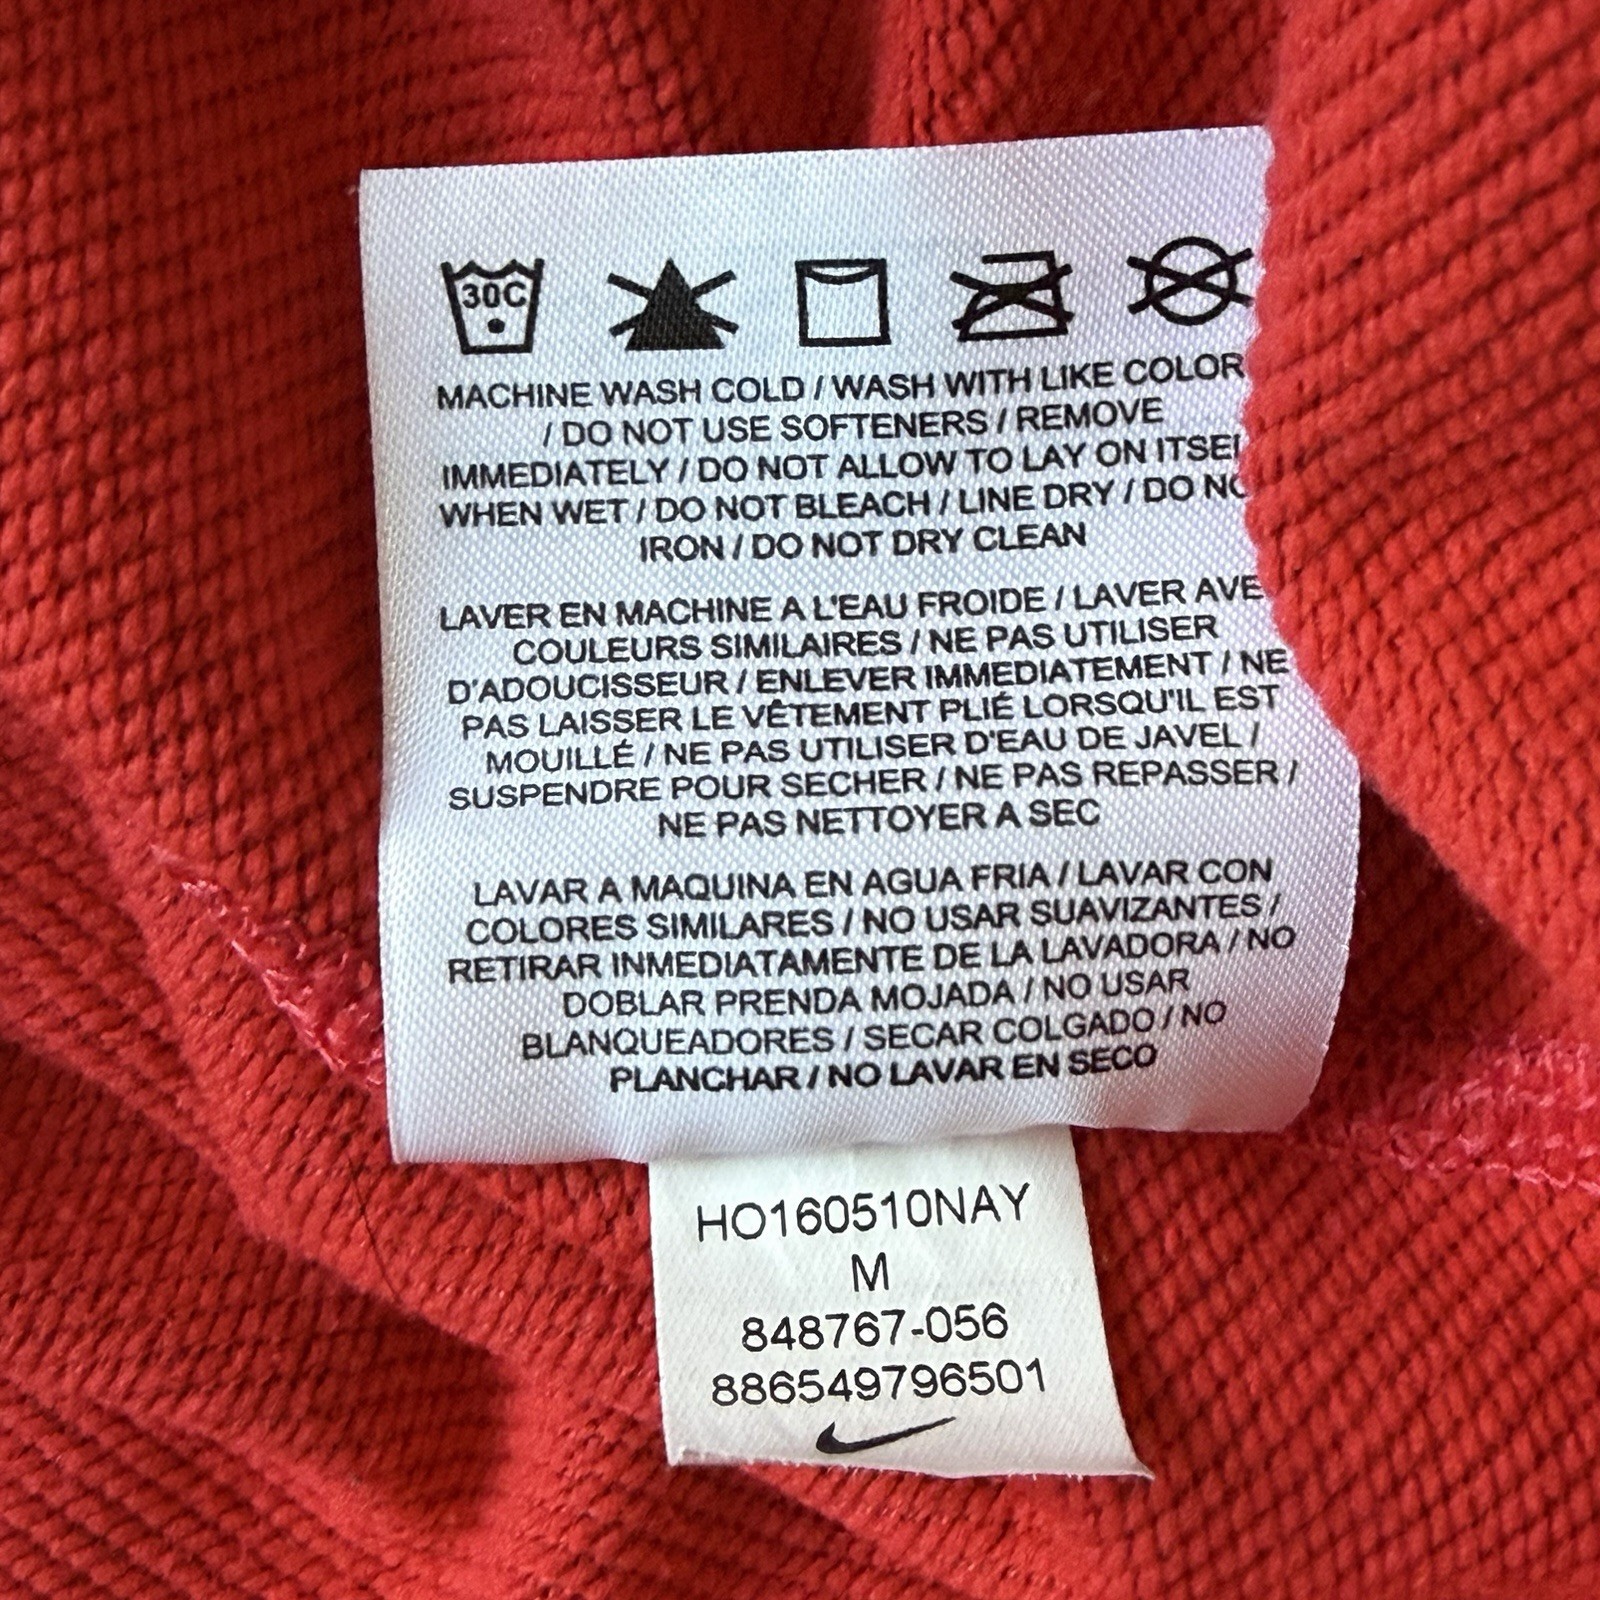 30C
MACHINE WASH COLD / WASH WITH LIKE COLOR
/ DO NOT USE SOFTENERS / REMOVE
IMMEDIATELY / DO NOT ALLOW TO LAY ON
WHEN WET / DO NOT BLEACH / LINE DRY / DO
IRON / DO NOT DRY CLEAN
LAVER EN MACHINE A L'EAU FROIDE / LAVER
COULEURS SIMILAIRES / NE PAS UTILISER
D'ADOUCISSEUR / ENLEVER IMMEDIATEMENT / NE
PAS LAISSER LE VÊTEMENT PLIÉ LORSQU'IL EST
MOUILLÉ / NE PAS UTILISER D'EAU DE JAVEL /
SUSPENDRE POUR SECHER / NE PAS REPASSER /
NE PAS NETTOYER A SEC
LAVAR A MAQUINA EN AGUA FRIA / LAVAR CON
COLORES SIMILARES / NO USAR SUAVIZANTES /
RETIRAR INMEDIATAMENTE DE LA LAVADORA / NO
DOBLAR PRENDA MOJADA / NO USAR
BLANQUEADORES / SECAR COLGADO / NO
PLANCHAR / NO LAVAR EN SECO
HO160510NAY
M
848767-056
886549796501